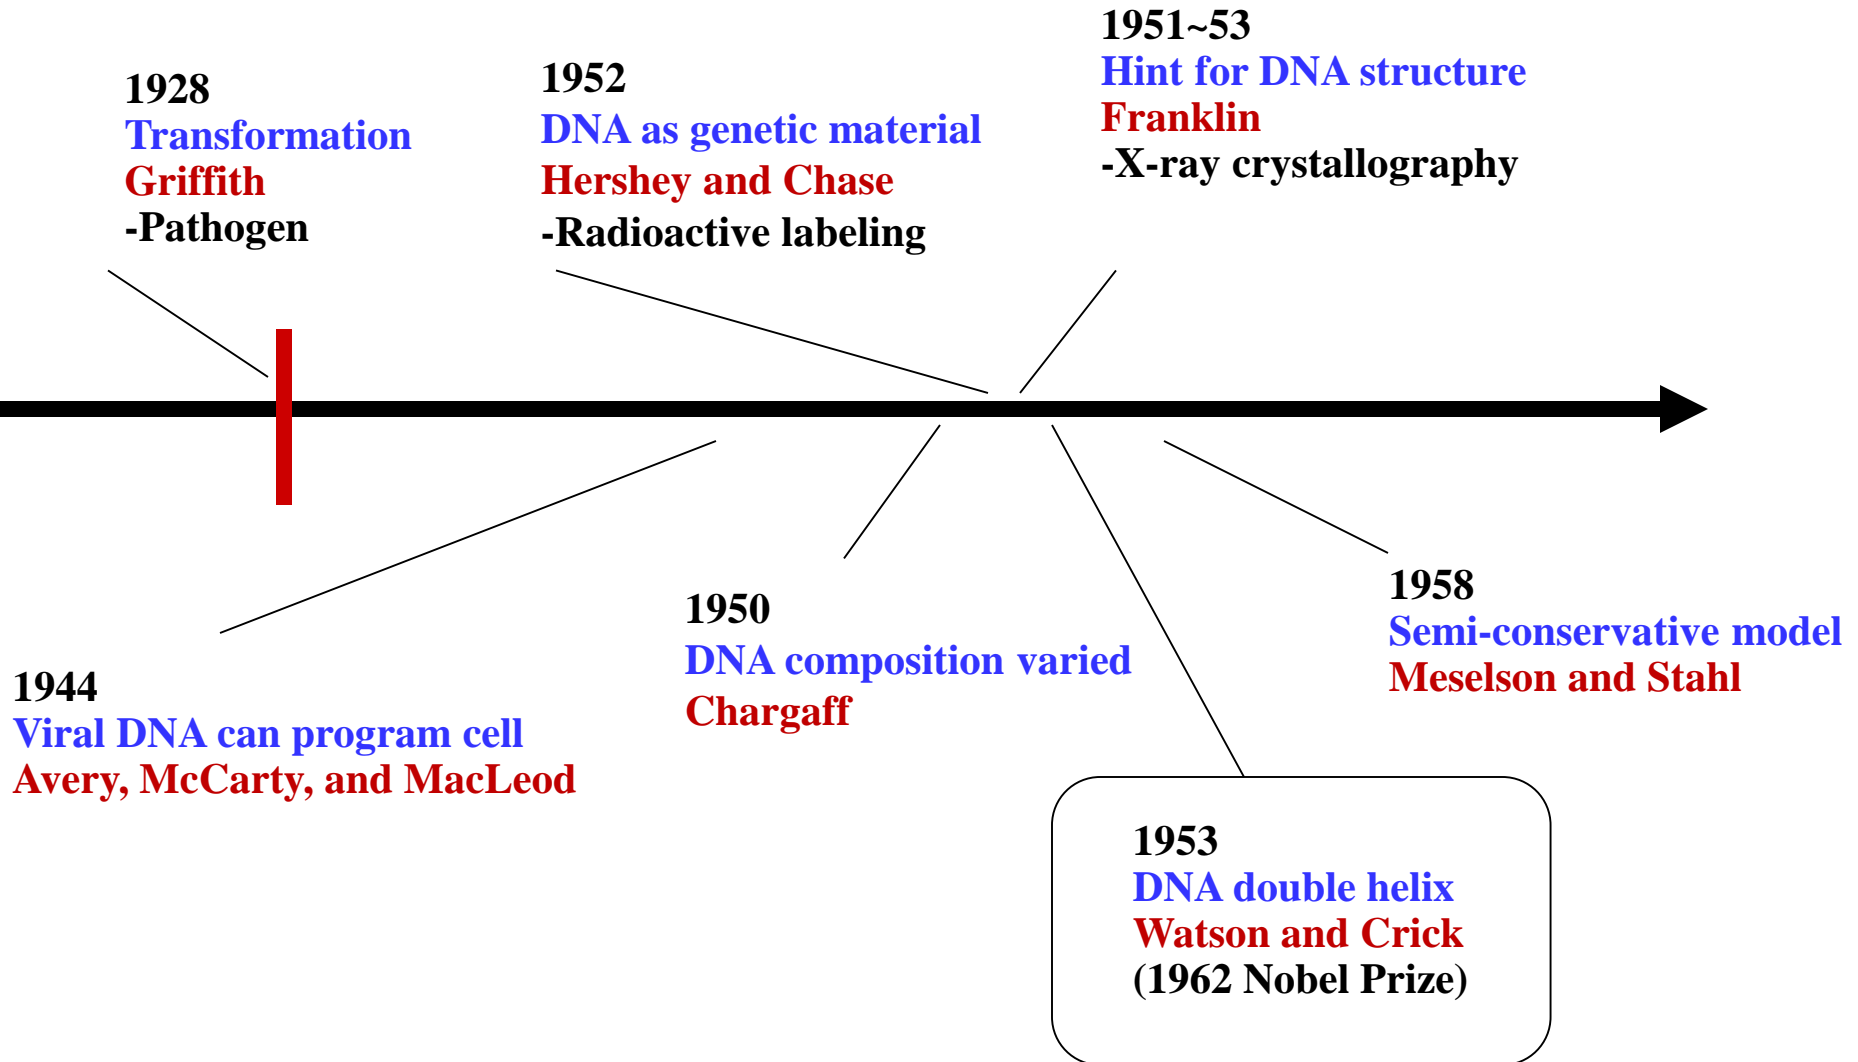 1928
Transformation
Griffith
-Pathogen
1952
DNA as genetic material
Hershey and Chase
-Radioactive labeling
1951~53
Hint for DNA structure
Franklin
-X-ray crystallography
1944
Viral DNA can program cell
Avery, McCarty, and MacLeod
1950
DNA composition varied
Chargaff
1953
DNA double helix
Watson and Crick
(1962 Nobel Prize)
1958
Semi-conservative model
Meselson and Stahl